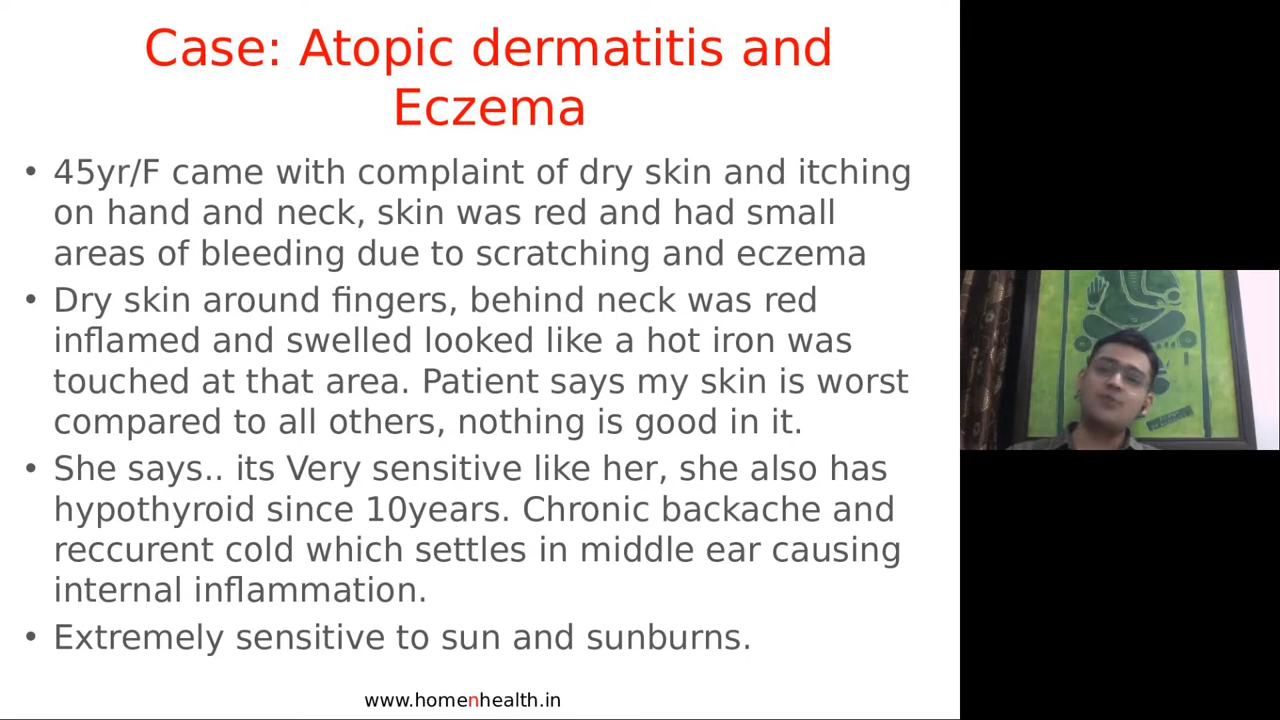 Case: Atopic dermatitis and
Eczema
• 45yr/F came with complaint of dry skin and itching
on hand and neck, skin was red and had small
areas of bleeding due to scratching and eczema
• Dry skin around fingers, behind neck was red
inflamed and swelled looked like a hot iron was
touched at that area. Patient says my skin is worst
compared to all others, nothing is good in it.
• She says.. its Very sensitive like her, she also has
hypothyroid since 10years. Chronic backache and
reccurent cold which settles in middle ear causing
internal inflammation.
• Extremely sensitive to sun and sunburns.
www.homenhealth.in